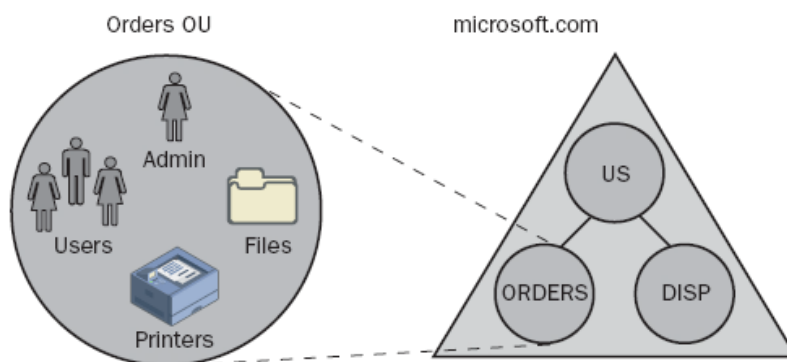 Orders OU
microsoft.com
Admin
US
Users
Files
ORDERS
DISP
Printers